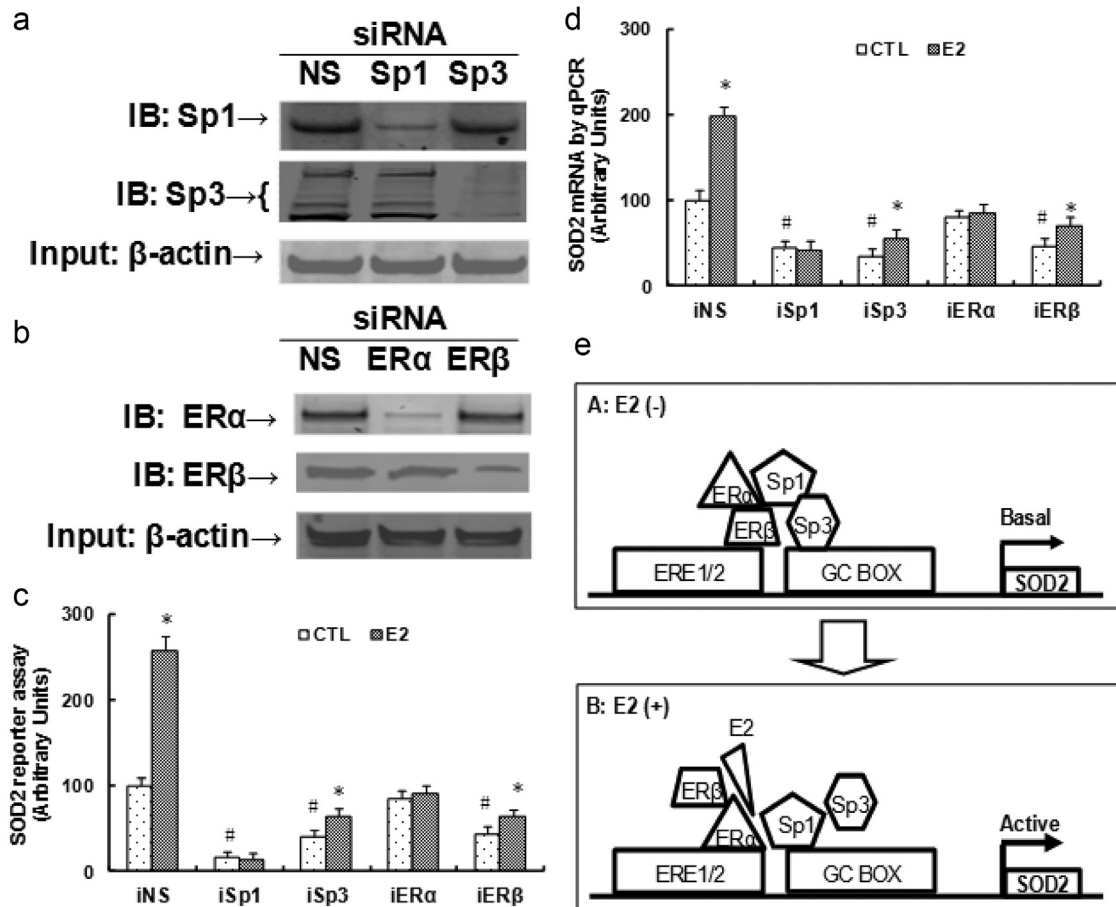 a
siRNA
NS Sp1 Sp3
IB: Sp1→
IB: Sp3→{
Input: β-actin→
b
siRNA
NS ERα ERβ
IB: ERα→
IB: ERβ→
Input: β-actin→
c
SOD2 reporter assay
(Arbitrary Units)
300
200
100
0
CTL E2
*
# # * # *
iNS iSp1 iSp3 iERα iERβ
d
SOD2 mRNA by qPCR
(Arbitrary Units)
300
200
100
0
CTL E2
*
# # * # *
iNS iSp1 iSp3 iERα iERβ
e
A: E2 (-)
ERα Sp1
ERβ Sp3
ERE1/2 GC BOX
Basal
SOD2
B: E2 (+)
E2
ERβ Sp3
ERα Sp1
ERE1/2 GC BOX
Active
SOD2